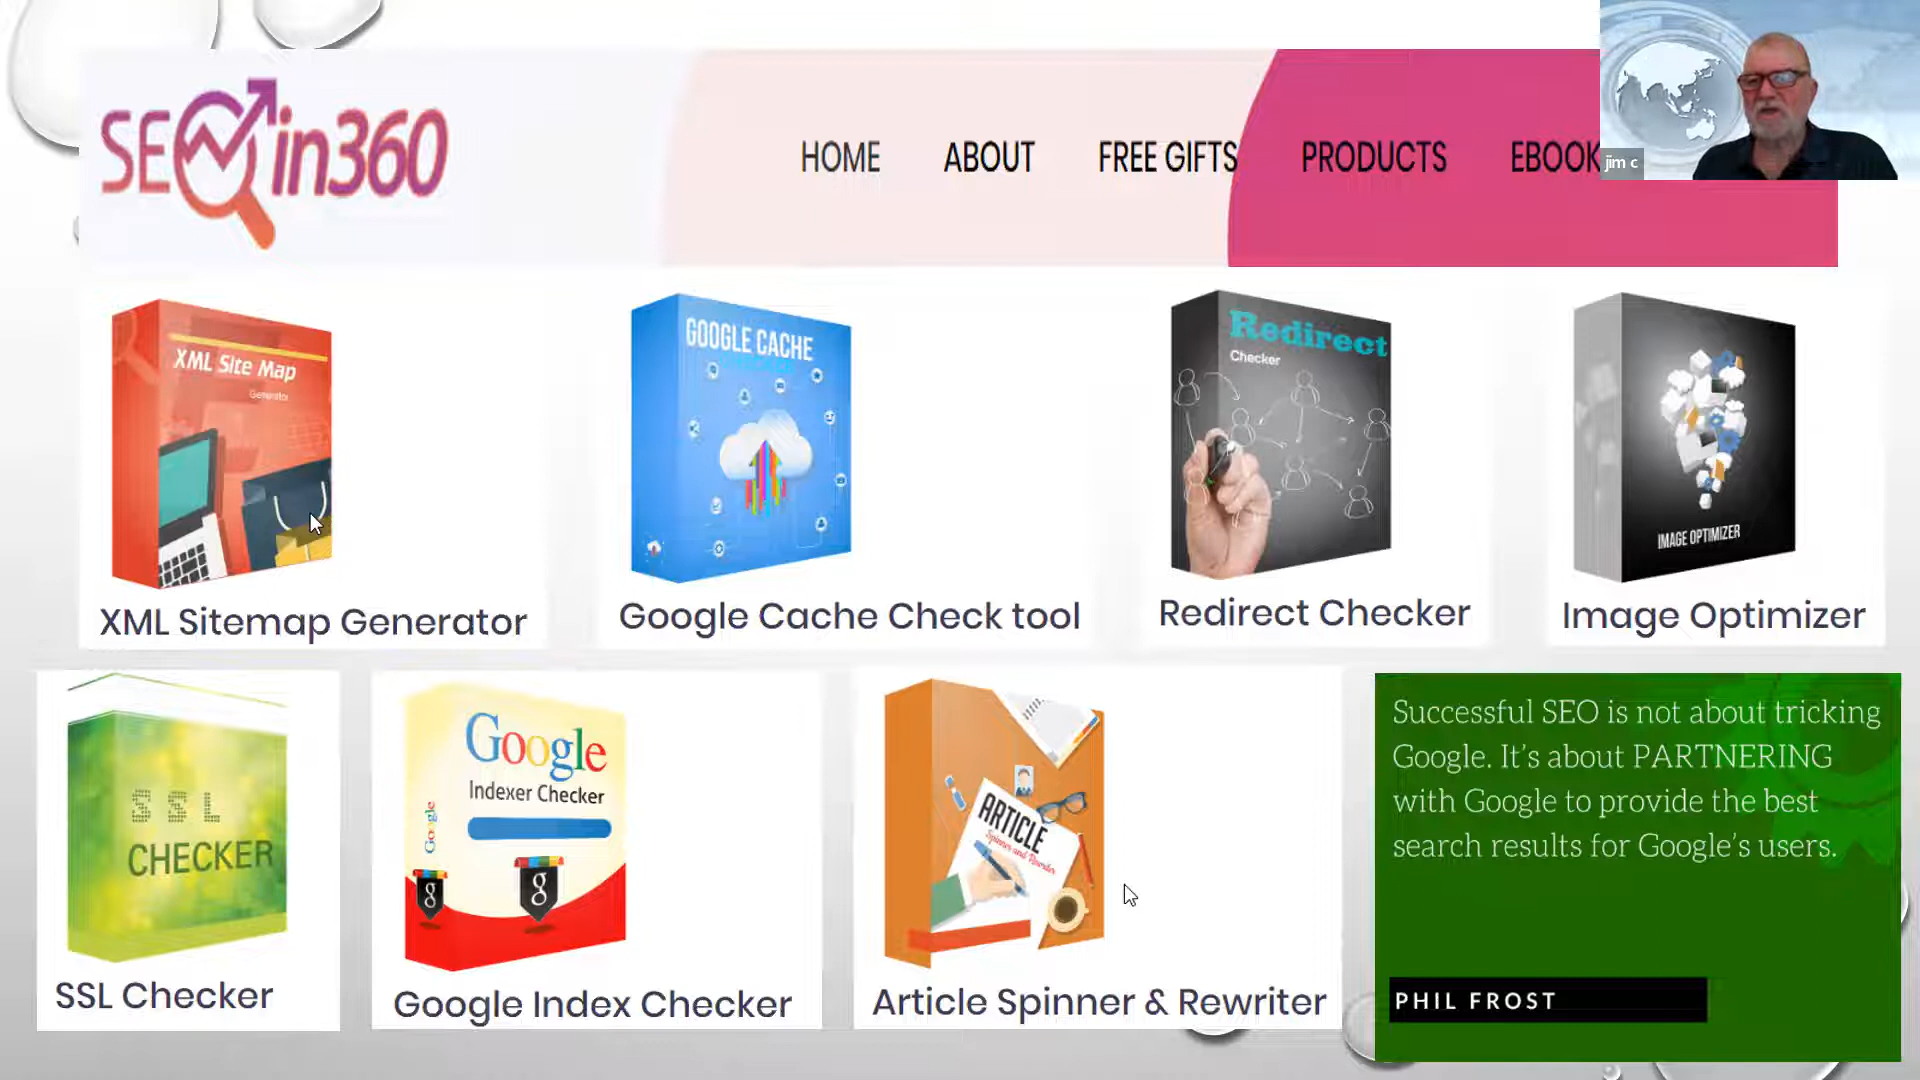 SEOin360
HOME ABOUT FREE GIFTS PRODUCTS EBOOK
jim c
XML Site Map
Generator
GOOGLE CACHE
Redirect
Checker
IMAGE OPTIMIZER
XML Sitemap Generator
Google Cache Check tool
Redirect Checker
Image Optimizer
SSL
CHECKER
Google
Indexer Checker
Google
g
g
ARTICLE
Spinner and Rewriter
Successful SEO is not about tricking
Google. It's about PARTNERING
with Google to provide the best
search results for Google's users.
PHIL FROST
SSL Checker
Google Index Checker
Article Spinner & Rewriter